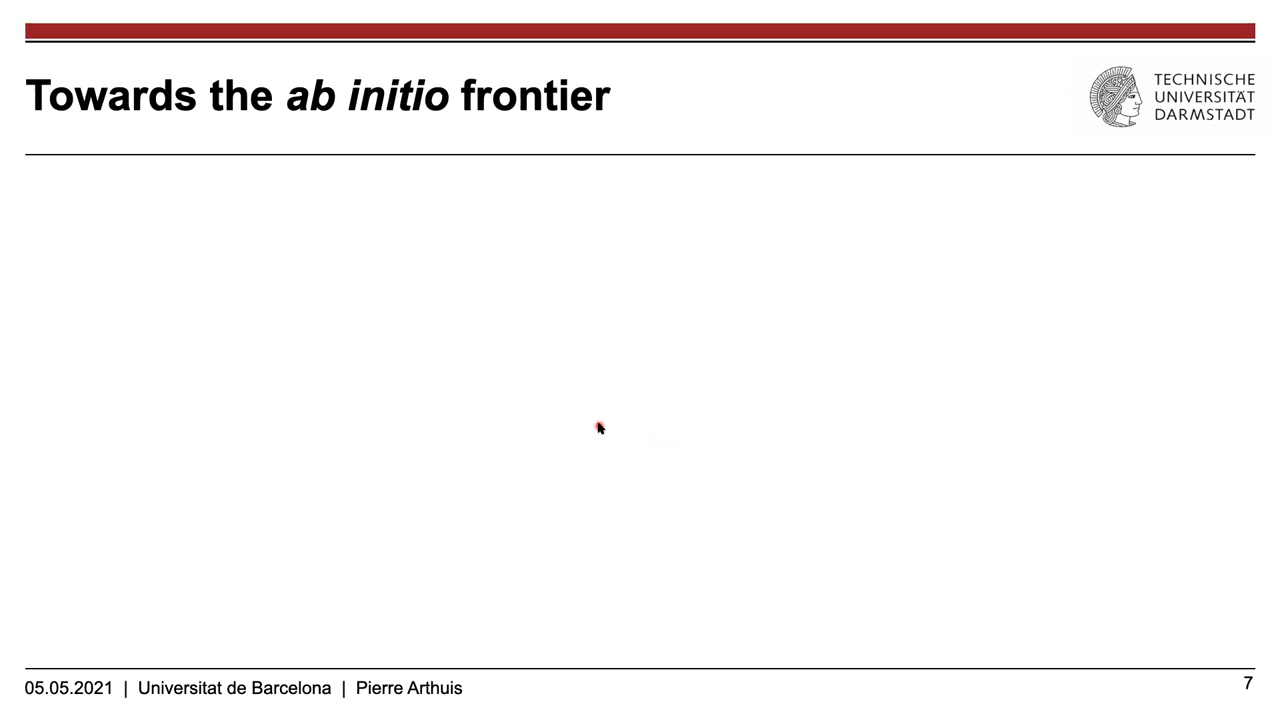 Towards the ab initio frontier
TECHNISCHE
UNIVERSITÄT
DARMSTADT
05.05.2021 | Universitat de Barcelona | Pierre Arthuis
7